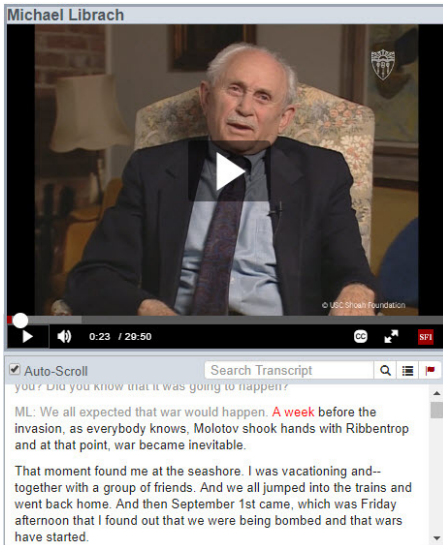 Michael Librach
© USC Shoah Foundation
0:23 / 29:50
CC
SFI
Auto-Scroll
Search Transcript
you? Did you know that it was going to happen?
ML: We all expected that war would happen. A week before the
invasion, as everybody knows, Molotov shook hands with Ribbentrop
and at that point, war became inevitable.
That moment found me at the seashore. I was vacationing and--
together with a group of friends. And we all jumped into the trains and
went back home. And then September 1st came, which was Friday
afternoon that I found out that we were being bombed and that wars
have started.